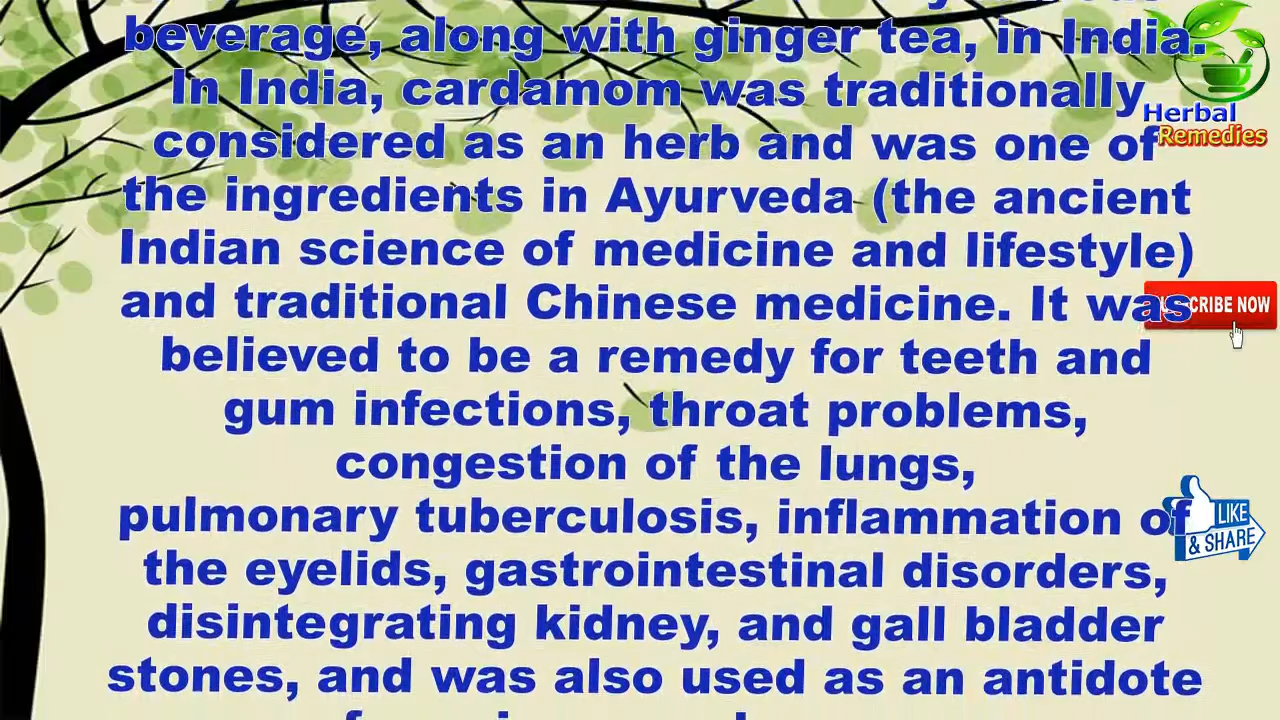 beverage, along with ginger tea, in India.
In India, cardamom was traditionally
considered as an herb and was one of
the ingredients in Ayurveda (the ancient
Indian science of medicine and lifestyle)
and traditional Chinese medicine. It was
believed to be a remedy for teeth and
gum infections, throat problems,
congestion of the lungs,
pulmonary tuberculosis, inflammation of
the eyelids, gastrointestinal disorders,
disintegrating kidney, and gall bladder
stones, and was also used as an antidote
Herbal
Remedies
CRIBE NOW
LIKE
& SHARE